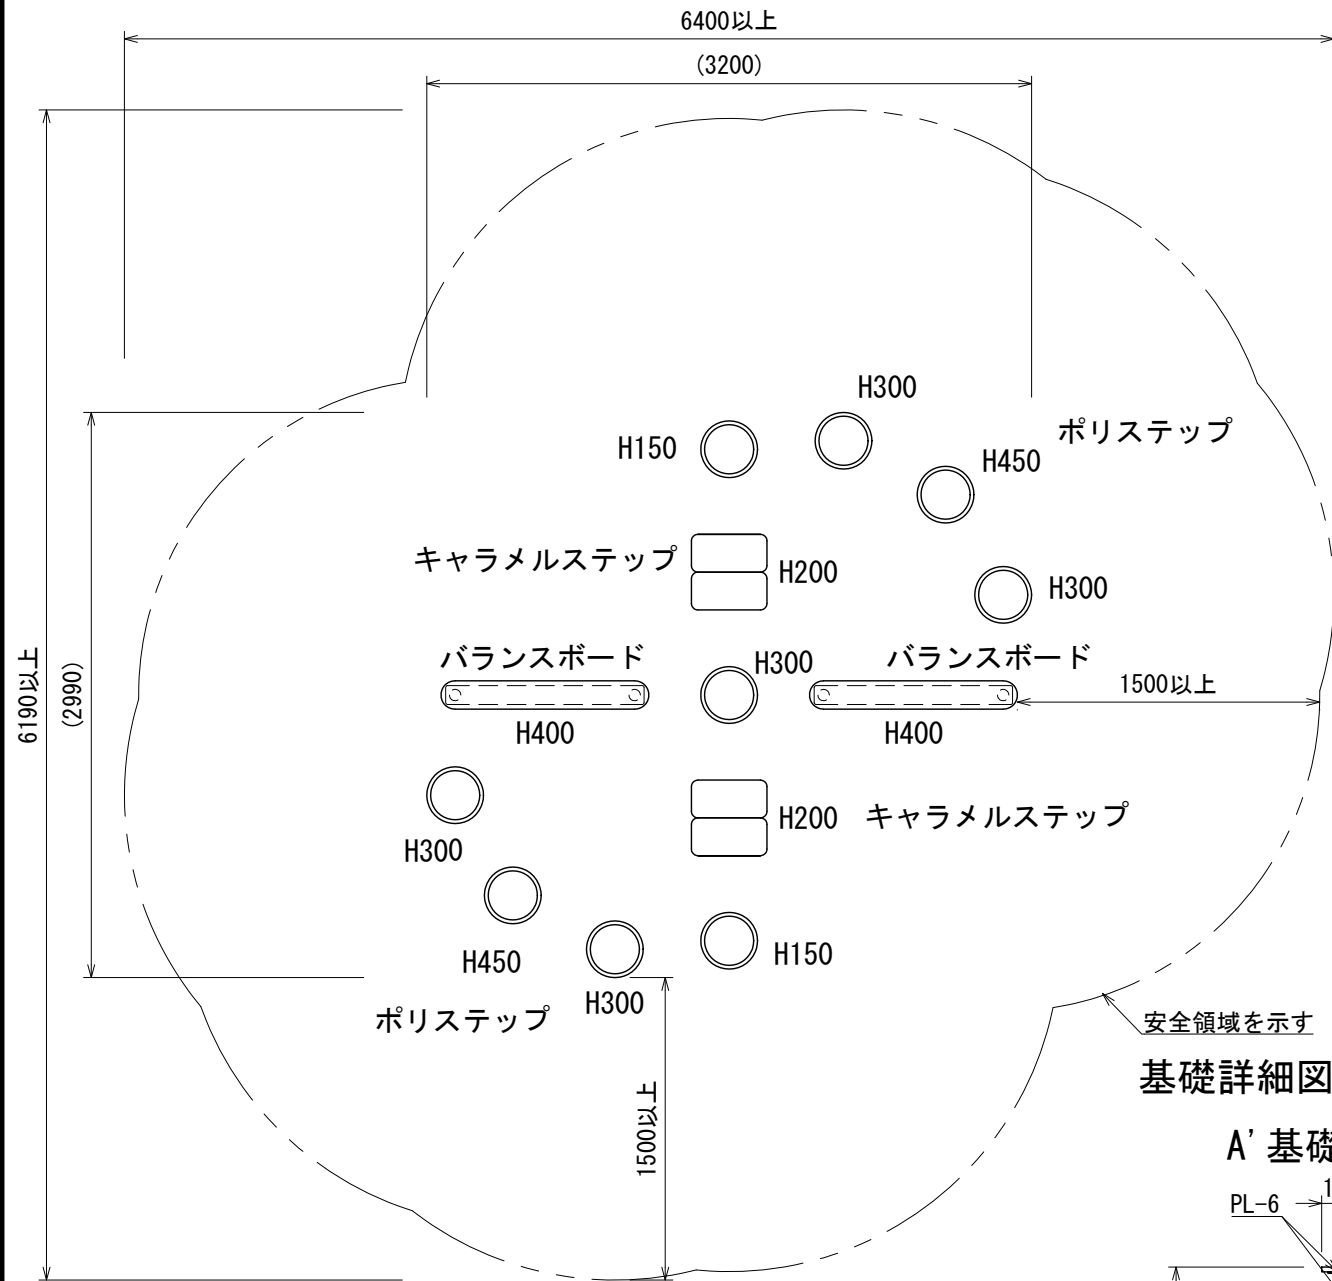 6400以上
(3200)
H300
H150
ポリステップ
H450
キャラメルステップ
H200
H300
バランスボード
H300
バランスボード
1500以上
6190以上
(2990)
H400
H400
H200
キャラメルステップ
H300
H450
H150
H300
ポリステップ
安全領域を示す
基礎詳細図
1500以上
A'基礎
PL-6